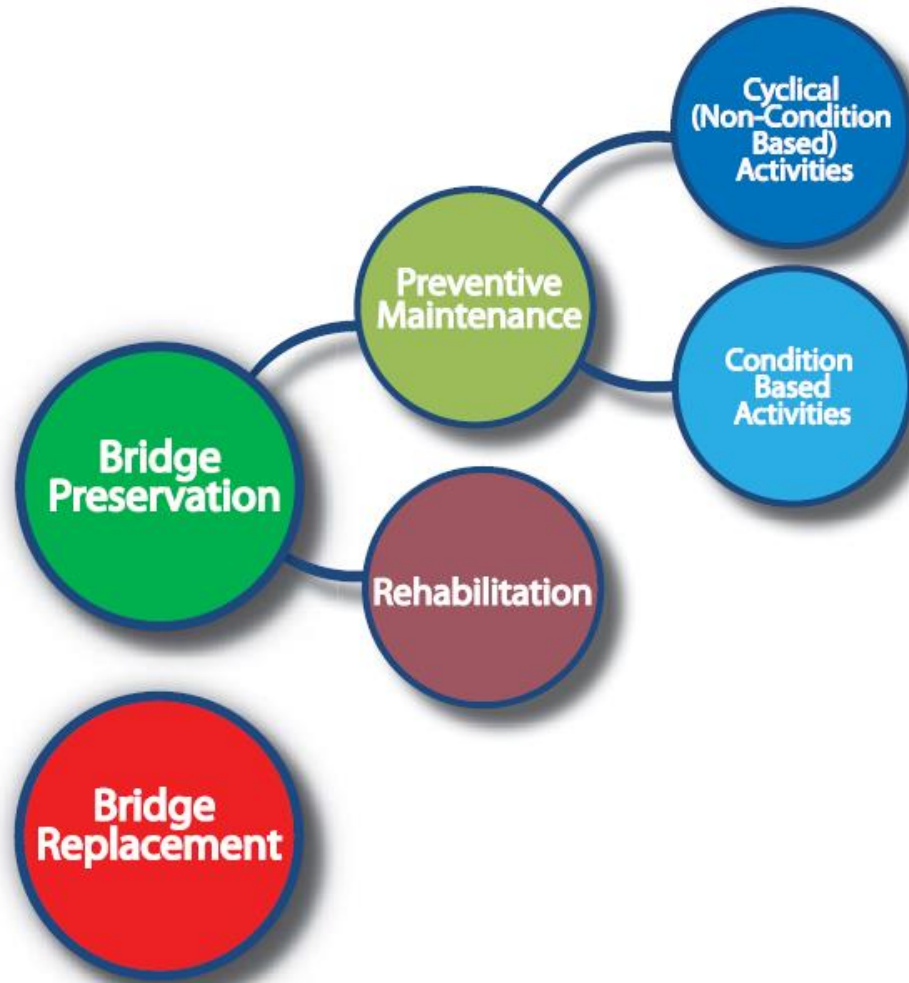 Cyclical
(Non-Condition
Based)
Activities
Preventive
Maintenance
Condition
Based
Activities
Bridge
Preservation
Rehabilitation
Bridge
Replacement